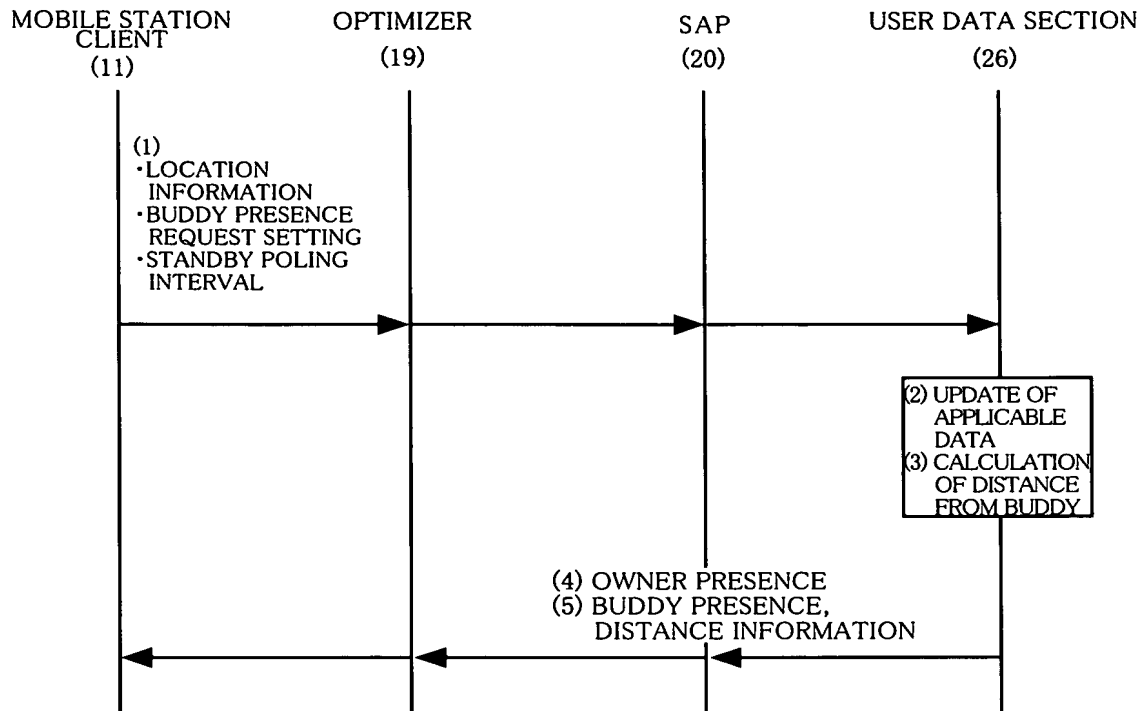 MOBILE STATION
CLIENT
(11)
OPTIMIZER
(19)
SAP
(20)
USER DATA SECTION
(26)
(1)
・LOCATION
INFORMATION
・BUDDY PRESENCE
REQUEST SETTING
・STANDBY POLING
INTERVAL
(2) UPDATE OF
APPLICABLE
DATA
(3) CALCULATION
OF DISTANCE
FROM BUDDY
(4) OWNER PRESENCE
(5) BUDDY PRESENCE,
DISTANCE INFORMATION